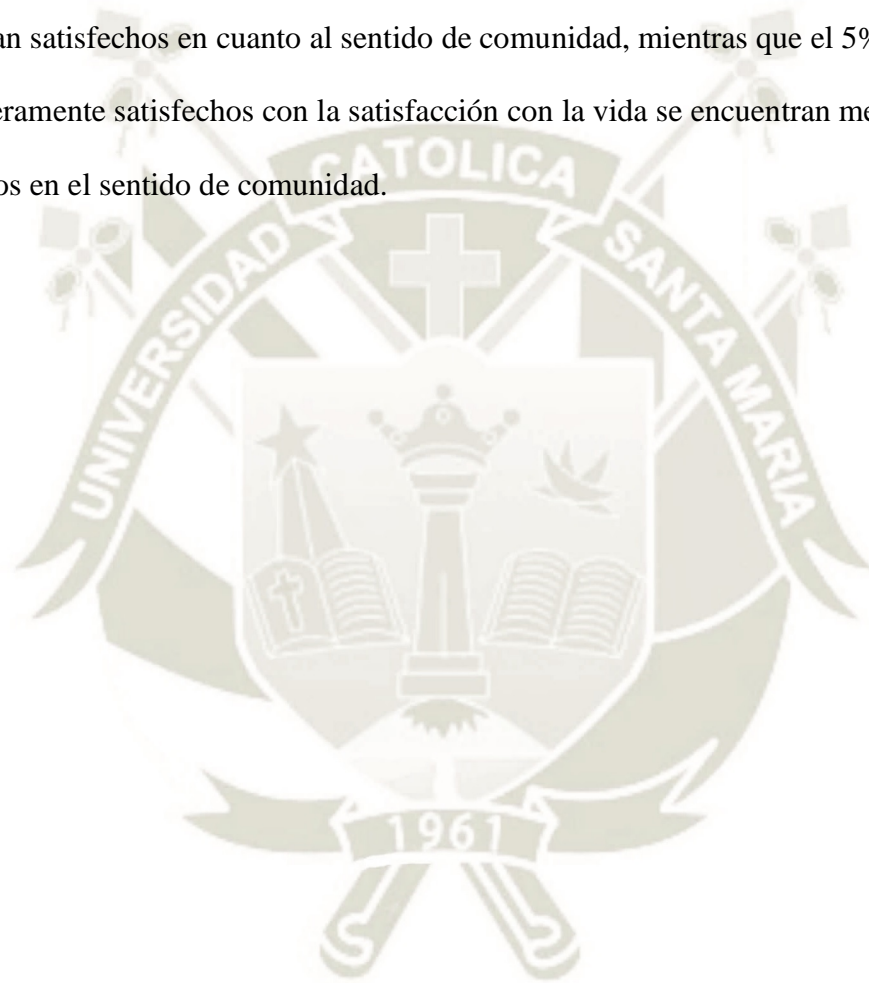 an satisfechos en cuanto al sentido de comunidad, mientras que el 5%
eramente satisfechos con la satisfacción con la vida se encuentran me
os en el sentido de comunidad.
UNIVERSIDAD CATOLICA SANTA MARIA
1961